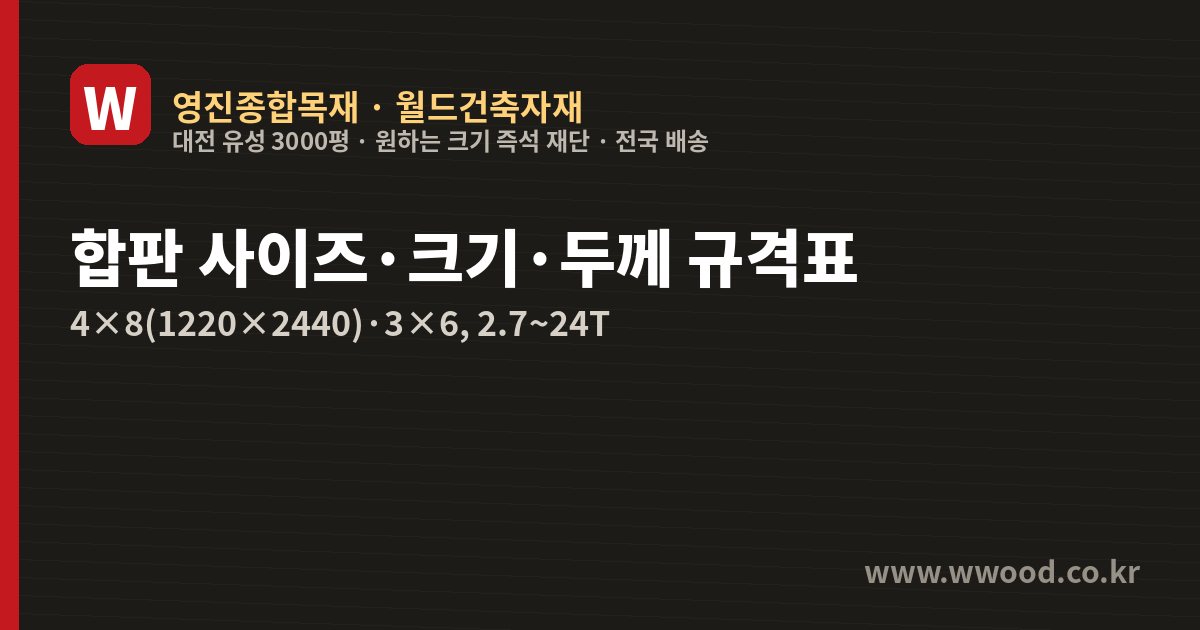 W
영진종합목재 · 월드건축자재
대전 유성 3000평 · 원하는 크기 즉석 재단 · 전국 배송
합판 사이즈·크기·두께 규격표
4×8(1220×2440)·3×6, 2.7~24T
www.wwood.co.kr